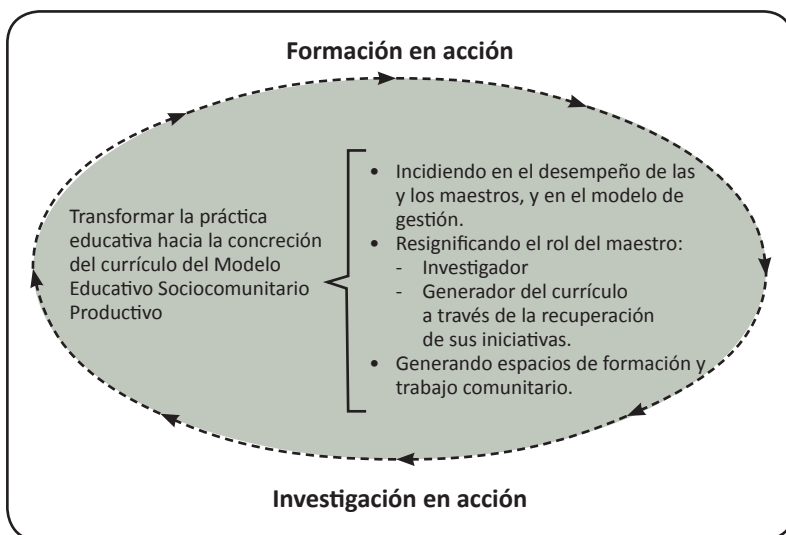 Formación en acción
Transformar la práctica
educativa hacia la concreción
del currículo del Modelo
Educativo Sociocomunitario
Productivo
• Incidiendo en el desempeño de las
y los maestros, y en el modelo de
gestión.
• Resignificando el rol del maestro:
- Investigador
- Generador del currículo
a través de la recuperación
de sus iniciativas.
• Generando espacios de formación y
trabajo comunitario.
Investigación en acción